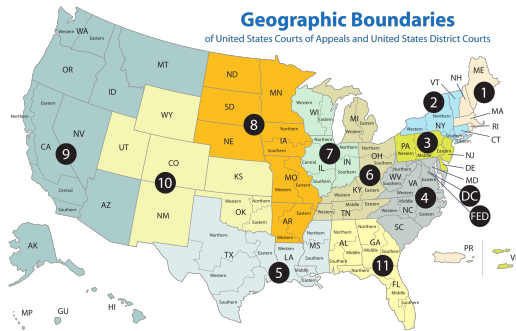 Geographic Boundaries
of United States Courts of Appeals and United States District Courts
Western WA Eastern
OR
MT
ID
Northern
Eastern
NV
CA
9
Central
Southern
AZ
AK
HI
GU
MP
WY
UT
CO
10
KS
NM
Western Northern Eastern
OK
ND
SD
NE
MN
8
Northern
IA
Southern
MO
Western Eastern
AR
Western Eastern
Northern
TX
Eastern
Western
Southern
Western
LA
Middle
Eastern
5
Northern
MS
Southern
WI
Western Eastern
Northern
7
Central
IL
Southern
Northern
IN
Southern
MI
Western Eastern
Northern
OH
Southern
6
KY
Western Eastern
Western Middle Eastern
TN
Northern
AL
Middle
Southern
Northern
GA
Middle
Southern
11
Northern
FL
Middle
Southern
Northern
WV
Southern
Western
VA
Eastern
4
Western Middle Eastern
NC
SC
DC
FED
MD
DE
NJ
3
Western
PA
Middle
Eastern
2
Northern
Western
NY
Eastern
Southern
VT
NH
ME
1
MA
RI
CT
PR
VI